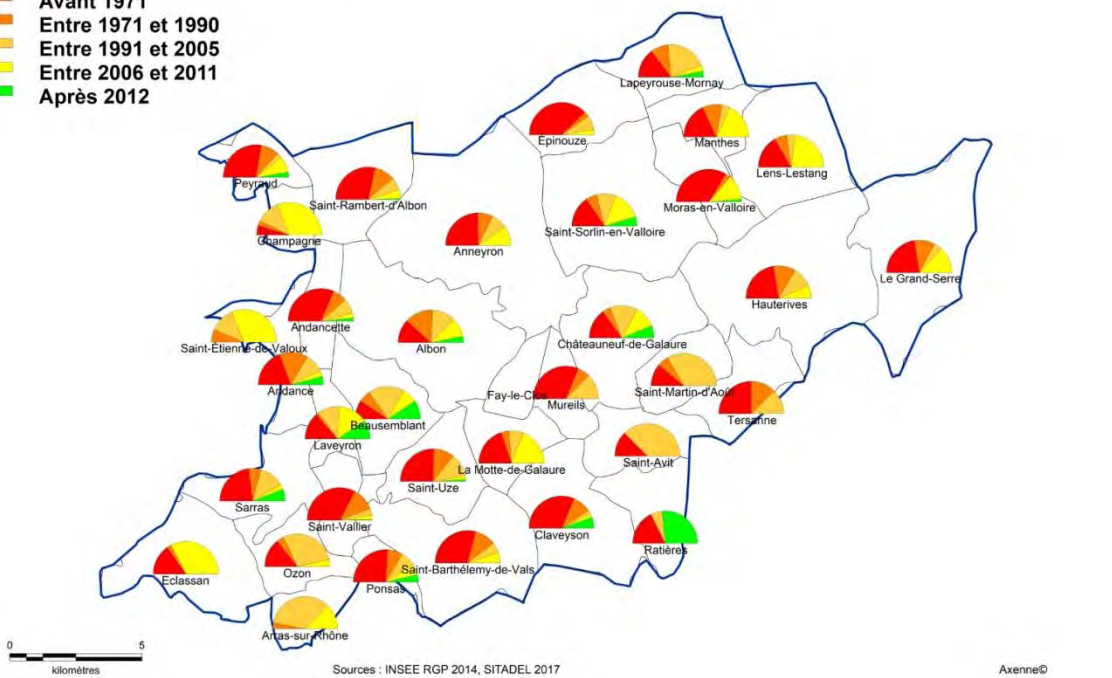 Avant 1971
Entre 1971 et 1990
Entre 1991 et 2005
Entre 2006 et 2011
Après 2012
Lapeyrouse-Mornay
Epinouze
Manthes
Lens-Lestang
Peyraud
Saint-Rambert-d'Albon
Moras-en-Valloire
Champagne
Saint-Sorlin-en-Valloire
Anneyron
Le Grand-Serre
Hauterives
Andancette
Saint-Etienne-de-Valoux
Albon
Châteauneuf-de-Galaure
Andance
Fay-le-Clos
Saint-Martin-d'Août
Mureils
Beausemblant
Tersanne
Laveyron
La Motte-de-Galaure
Saint-Avit
Saint-Uze
Sarras
Saint-Vallier
Claveyson
Ratières
Eclassan
Ozon
Saint-Barthélemy-de-Vals
Ponsas
Arras-sur-Rhône
0 5
kilomètres
Sources : INSEE RGP 2014, SITADEL 2017
Axenne©